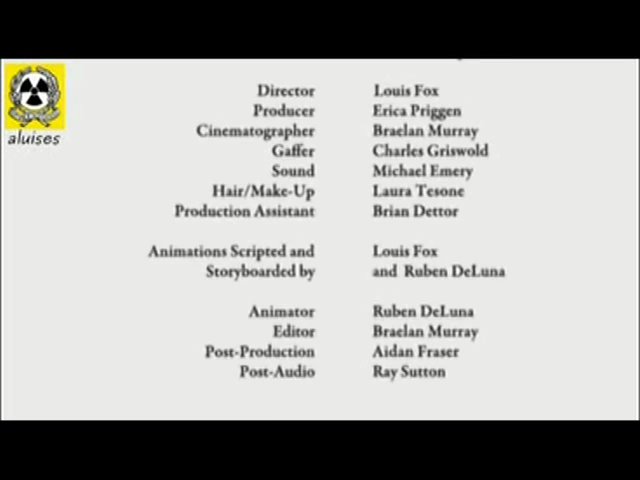 aluises
Director Louis Fox
Producer Erica Priggen
Cinematographer Braelan Murray
Gaffer Charles Griswold
Sound Michael Emery
Hair/Make-Up Laura Tesone
Production Assistant Brian Dettor
Animations Scripted and Louis Fox
Storyboarded by and Ruben DeLuna
Animator Ruben DeLuna
Editor Braelan Murray
Post-Production Aidan Fraser
Post-Audio Ray Sutton